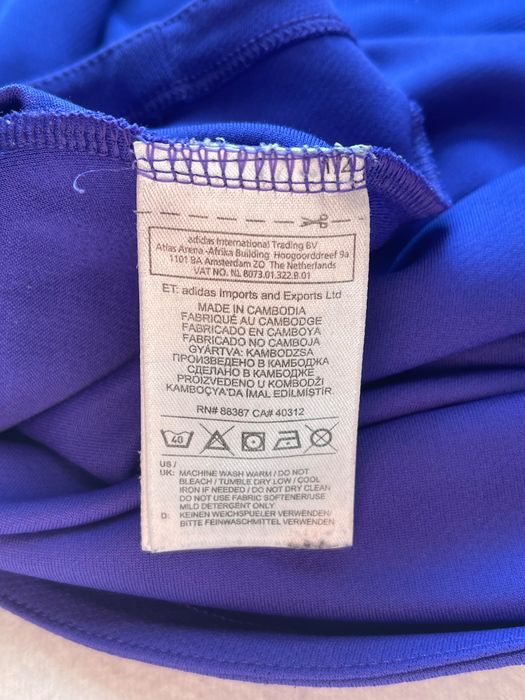 1/2
adidas International Trading BV
Atlas Arena -Afrika Building Hoogoorddreef 9a
1101 BA Amsterdam ZO The Netherlands
VAT NO. NL 8073.01.322.B.01
ET: adidas Imports and Exports Ltd
MADE IN CAMBODIA
FABRIQUÉ AU CAMBODGE
FABRICADO EN CAMBOYA
FABRICADO NO CAMBOJA
GYÁRTVA: KAMBODZSA
ПРОИЗВЕДЕНО В КАМБОДЖА
СДЕЛАНО В КАМБОДЖЕ
PROIZVEDENO U KOMBODŽI
KAMBOÇYA'DA İMAL EDİLMİŞTİR
RN# 88387 CA# 40312
40
US /
UK: MACHINE WASH WARM / DO NOT
BLEACH / TUMBLE DRY LOW / COOL
IRON IF NEEDED / DO NOT DRY CLEAN
DO NOT USE FABRIC SOFTENER/USE
MILD DETERGENT ONLY
D: KEINEN WEICHSPUELER VERWENDEN/
BITTE FEINWASCHMITTEL VERWENDEN